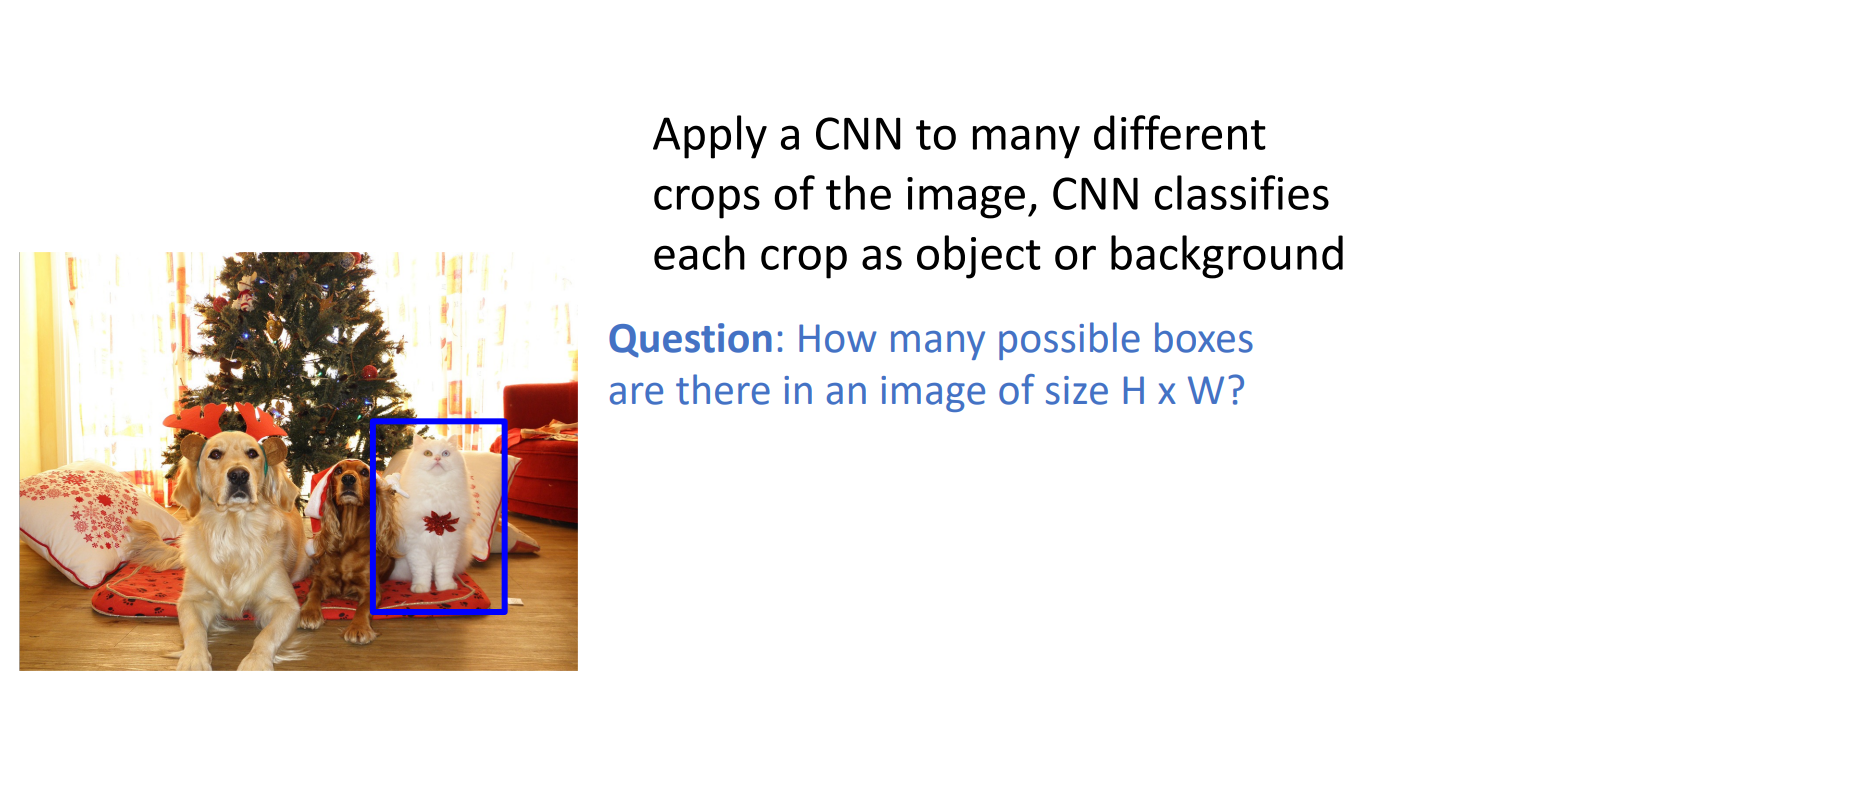 Apply a CNN to many different
crops of the image, CNN classifies
each crop as object or background
Question: How many possible boxes
are there in an image of size H x W?